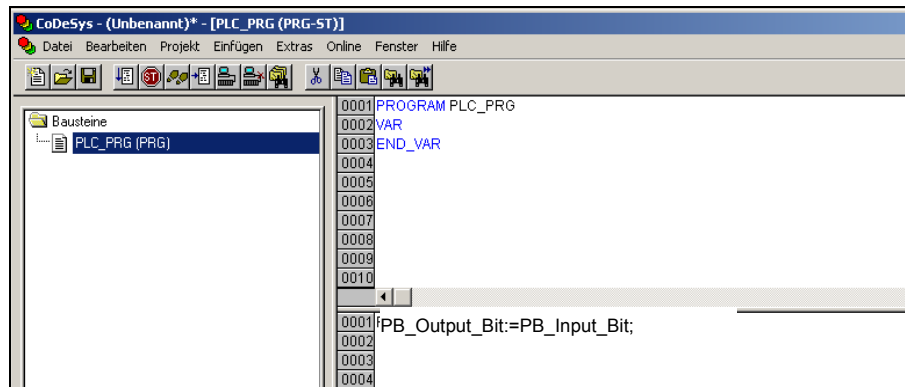 CoDeSys - (Unbenannt)* - [PLC_PRG (PRG-ST)]
Datei Bearbeiten Projekt Einfügen Extras Online Fenster Hilfe
Bausteine
PLC_PRG (PRG)
0001 PROGRAM PLC_PRG
0002 VAR
0003 END_VAR
0004
0005
0006
0007
0008
0009
0010
0001 PB_Output_Bit:=PB_Input_Bit;
0002
0003
0004